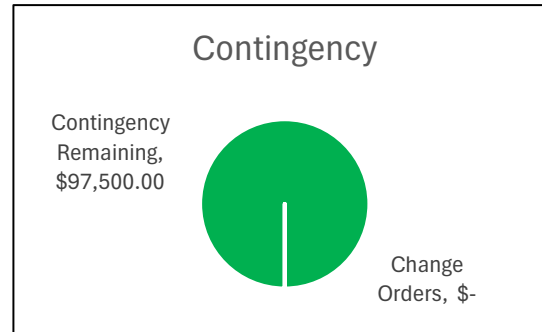 Contingency
Contingency
Remaining,
$97,500.00
Change
Orders, $-